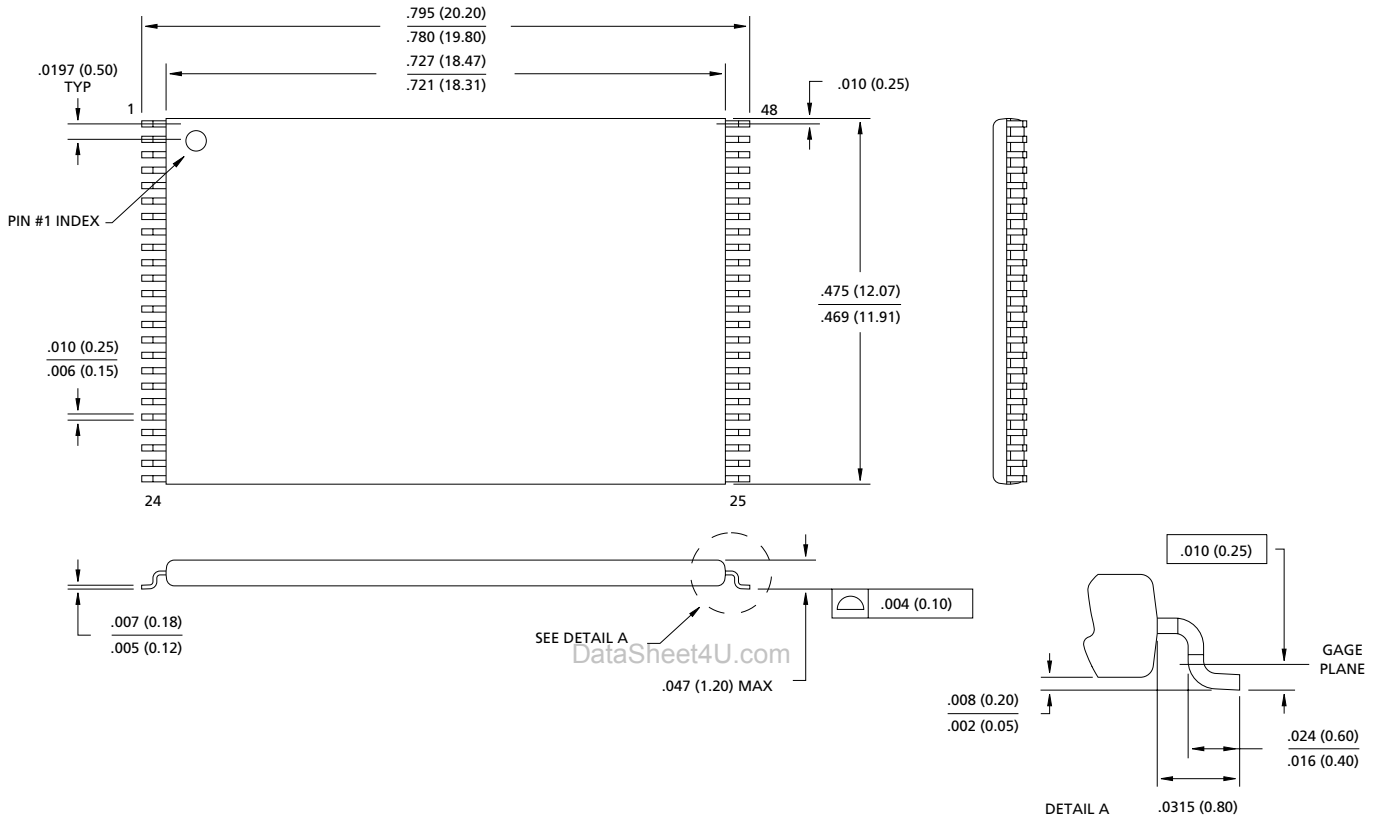 .795 (20.20)
.780 (19.80)
.727 (18.47)
.721 (18.31)
.0197 (0.50)
TYP
.010 (0.25)
1
48
PIN #1 INDEX
.475 (12.07)
.469 (11.91)
.010 (0.25)
.006 (0.15)
24
25
.010 (0.25)
.007 (0.18)
.005 (0.12)
SEE DETAIL A
.004 (0.10)
DataSheet4U.com
.047 (1.20) MAX
GAGE
PLANE
.008 (0.20)
.002 (0.05)
.024 (0.60)
.016 (0.40)
DETAIL A
.0315 (0.80)